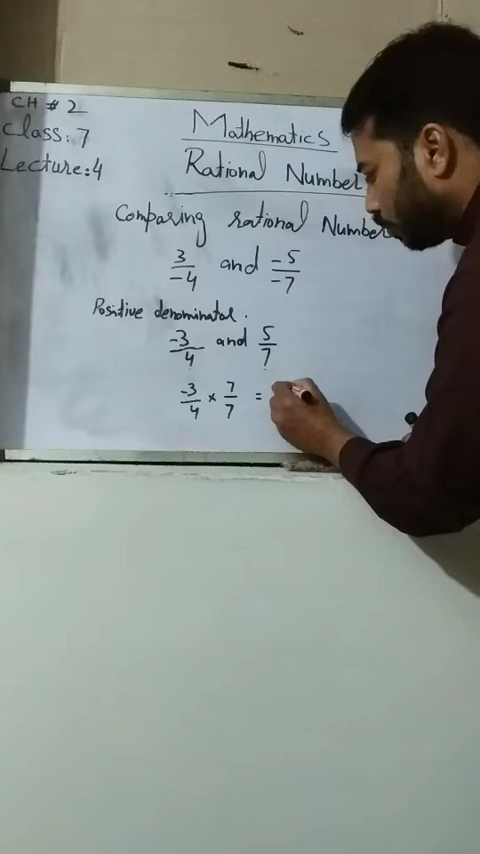 CH # 2
Class: 7
Lecture: 4
Mathematics
Rational Number
Comparing rational Number
3/-4 and -5/-7
Positive denominator.
-3/4 and 5/7
-3/4 × 7/7 =